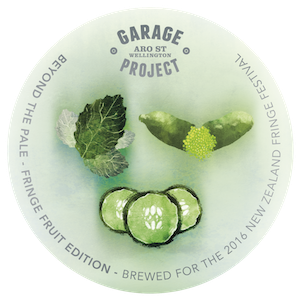 GARAGE
ARO ST
WELLINGTON
PROJECT
BEYOND THE PALE - FRINGE FRUIT EDITION - BREWED FOR THE 2016 NEW ZEALAND FRINGE FESTIVAL